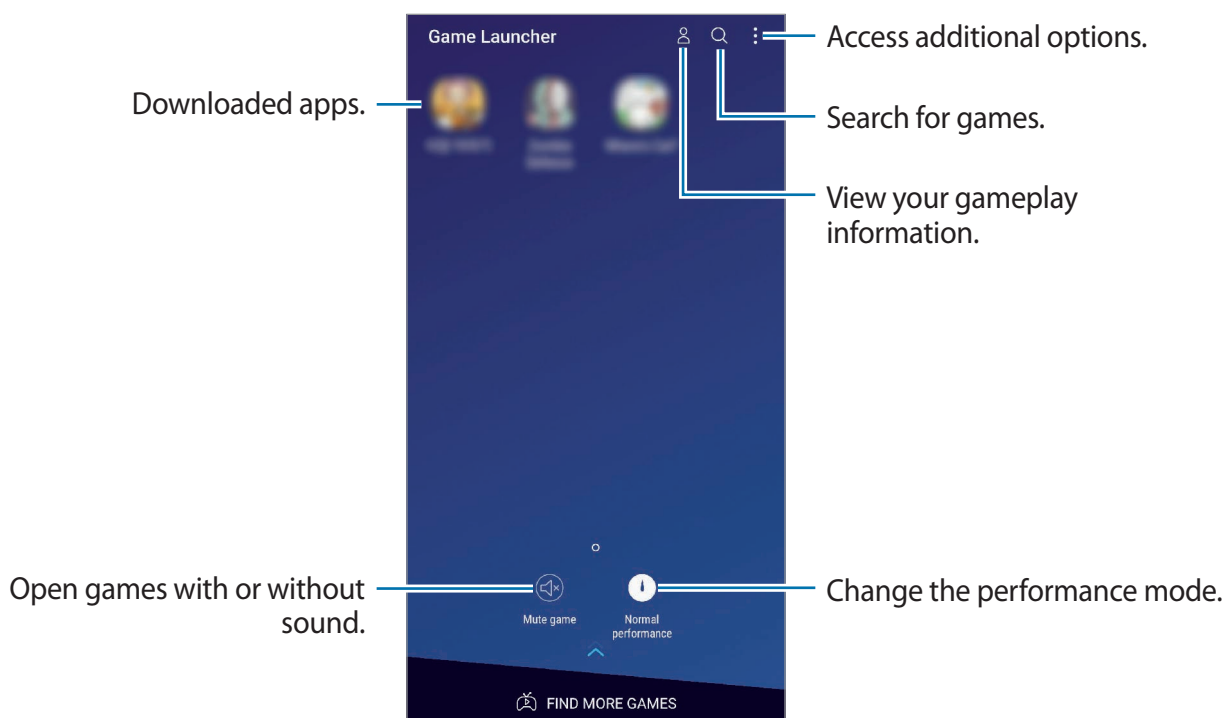 Game Launcher
Access additional options.
Downloaded apps.
Search for games.
View your gameplay
information.
Open games with or without
sound.
Change the performance mode.
Mute game
Normal
performance
FIND MORE GAMES